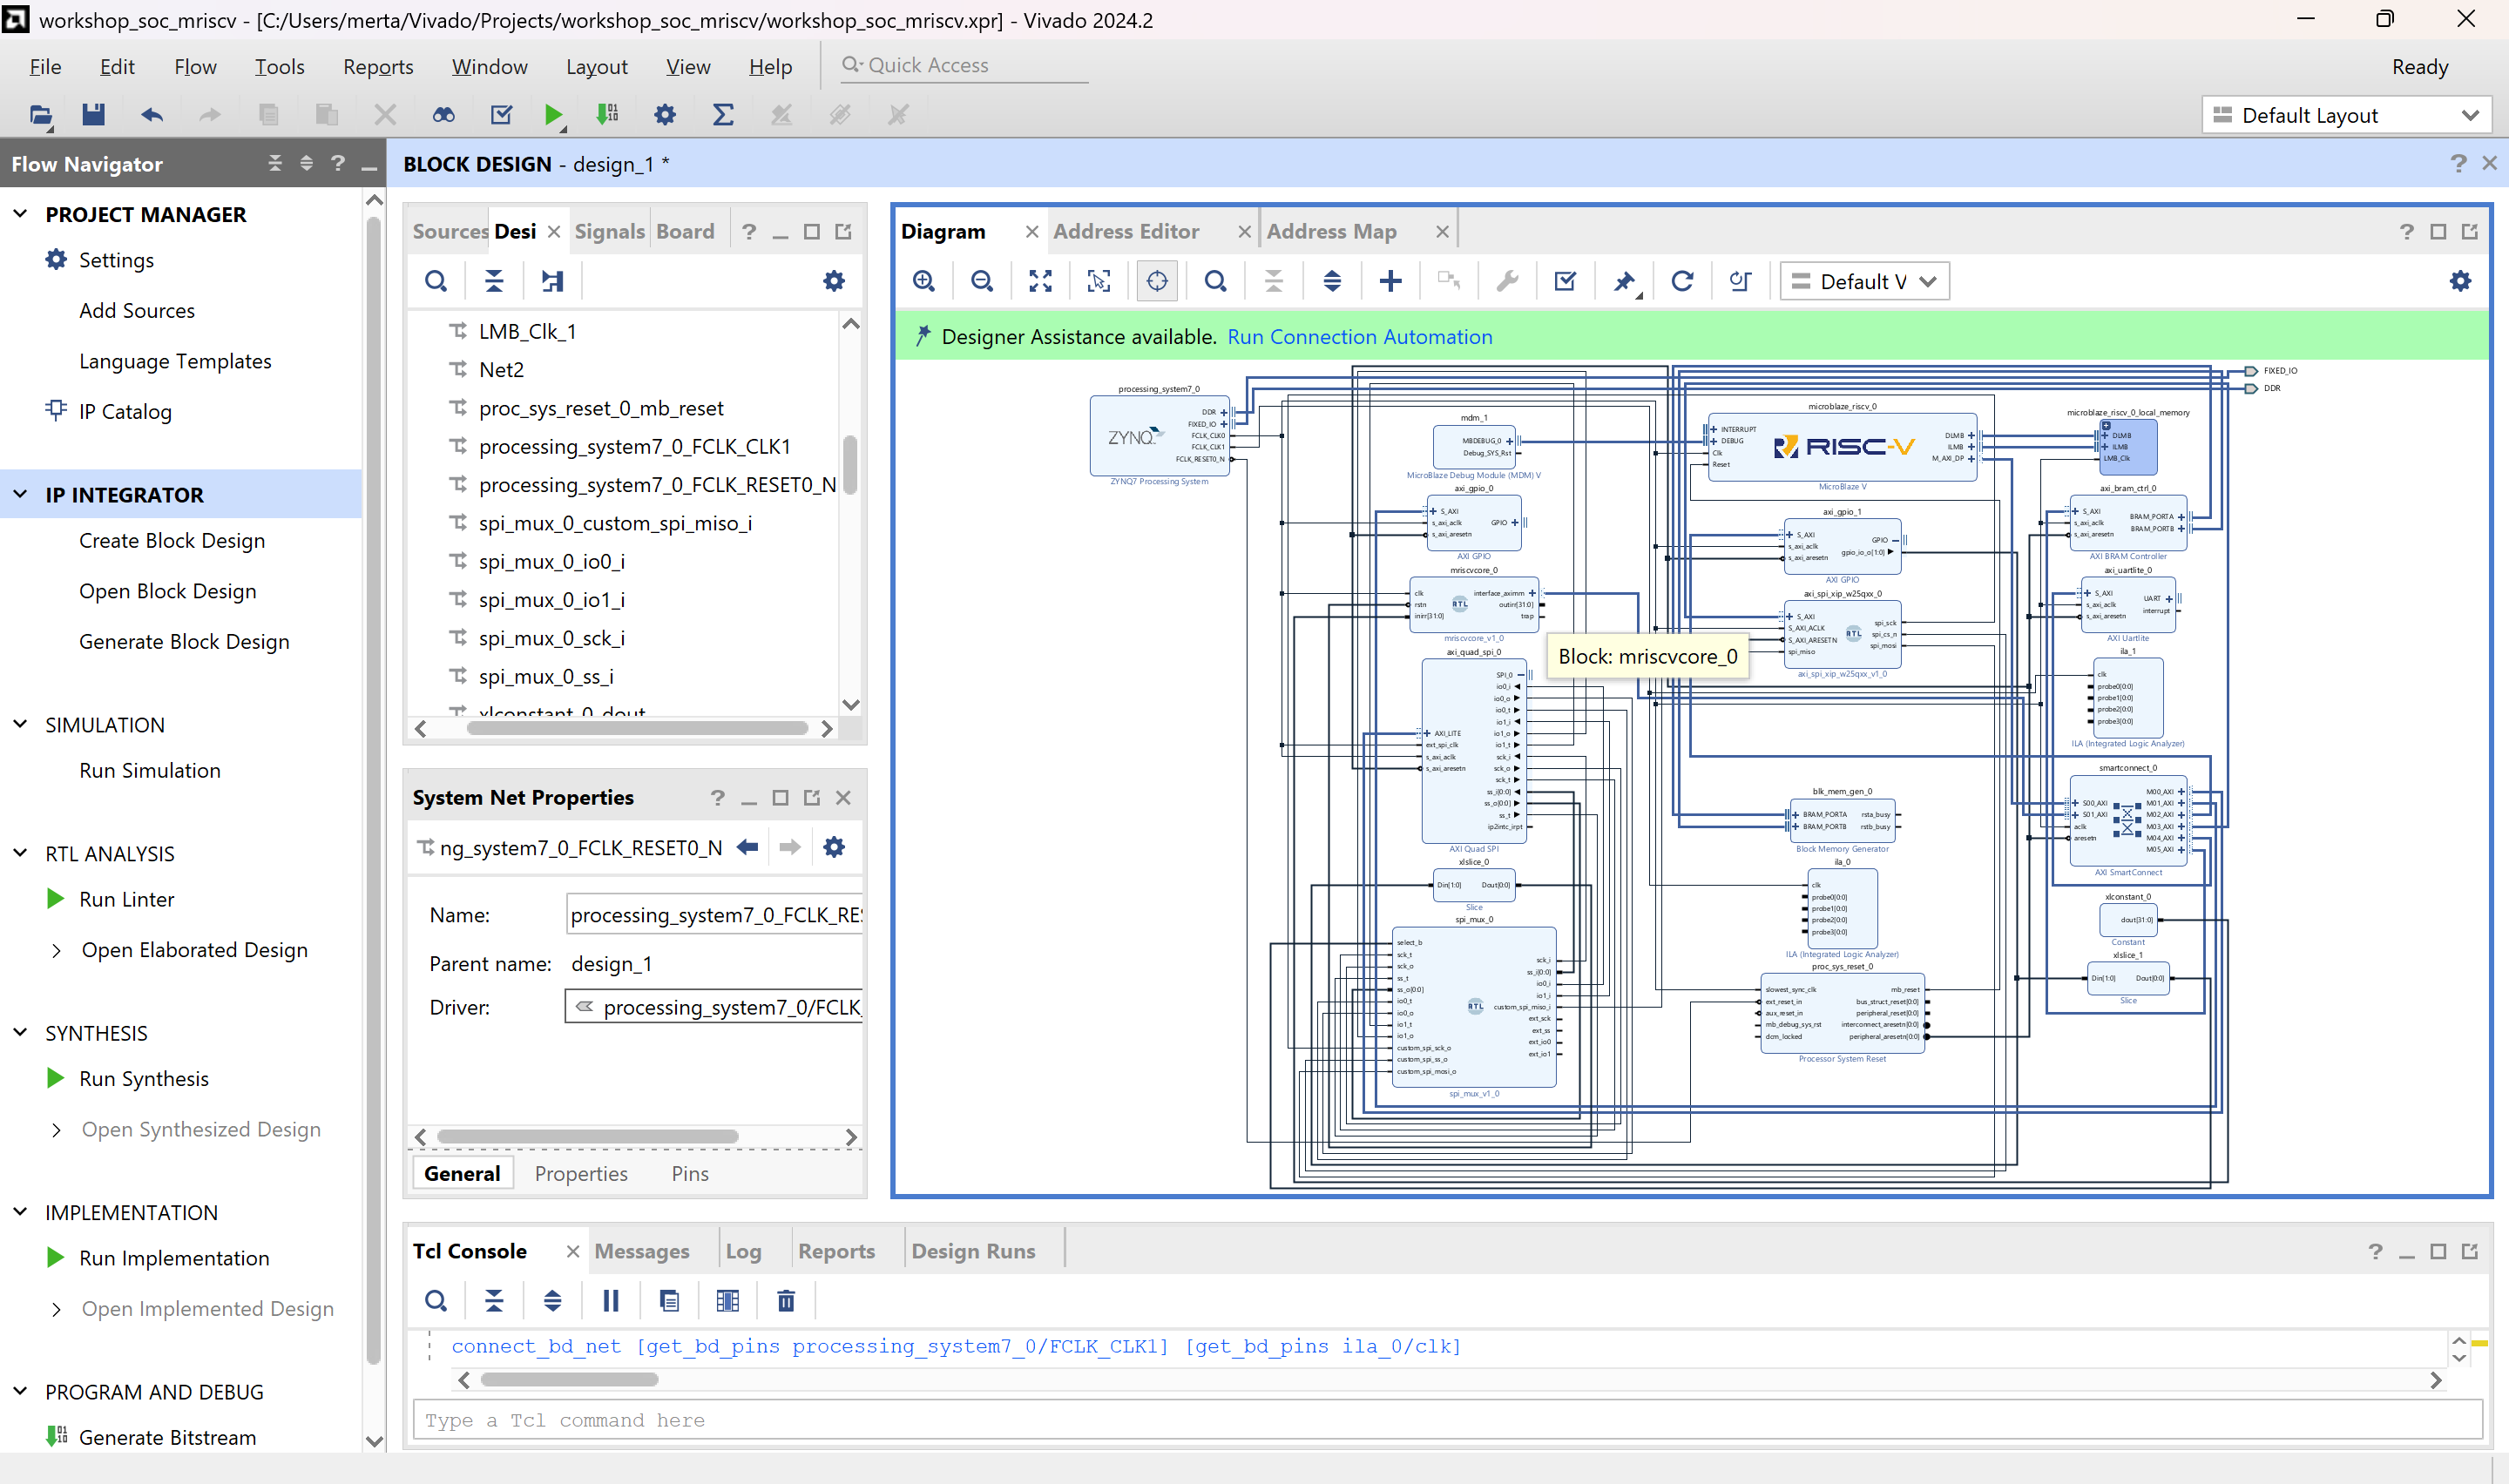 workshop_soc_mriscv - [C:/Users/merta/Vivado/Projects/workshop_soc_mriscv/workshop_soc_mriscv.xpr] - Vivado 2024.2
File Edit Flow Tools Reports Window Layout View Help Quick Access Ready
Default Layout
Flow Navigator
PROJECT MANAGER
Settings
Add Sources
Language Templates
IP Catalog
IP INTEGRATOR
Create Block Design
Open Block Design
Generate Block Design
SIMULATION
Run Simulation
RTL ANALYSIS
Run Linter
Open Elaborated Design
SYNTHESIS
Run Synthesis
Open Synthesized Design
IMPLEMENTATION
Run Implementation
Open Implemented Design
PROGRAM AND DEBUG
Generate Bitstream
BLOCK DESIGN - design_1 *
Sources Desi Signals Board
LMB_Clk_1
Net2
proc_sys_reset_0_mb_reset
processing_system7_0_FCLK_CLK1
processing_system7_0_FCLK_RESET0_N
spi_mux_0_custom_spi_miso_i
spi_mux_0_io0_i
spi_mux_0_io1_i
spi_mux_0_sck_i
spi_mux_0_ss_i
xlconstant_0_dout
System Net Properties
ng_system7_0_FCLK_RESET0_N
Name: processing_system7_0_FCLK_RES
Parent name: design_1
Driver: processing_system7_0/FCLK_
General Properties Pins
Diagram Address Editor Address Map
Default V
Designer Assistance available. Run Connection Automation
processing_system7_0
DDR
FIXED_IO
FCLK_CLK0
FCLK_CLK1
FCLK_RESET0_N
ZYNQ
ZYNQ7 Processing System
mdm_1
MBDEBUG_0
Debug_SYS_Rst
MicroBlaze Debug Module (MDM) V
axi_gpio_0
S_AXI
s_axi_aclk
s_axi_aresetn
GPIO
AXI GPIO
mriscvcore_0
clk
rstn
inirr[31:0]
RTL
interface_aximm
outirr[31:0]
trap
mriscvcore_v1_0
Block: mriscvcore_0
axi_quad_spi_0
AXI_LITE
ext_spi_clk
s_axi_aclk
s_axi_aresetn
SPI_0
io0_i
io0_o
io0_t
io1_i
io1_o
io1_t
sck_i
sck_o
sck_t
ss_i[0:0]
ss_o[0:0]
ss_t
ip2intc_irpt
AXI Quad SPI
xlslice_0
Din[1:0] Dout[0:0]
Slice
spi_mux_0
select_b
sck_t
sck_o
ss_t
ss_o[0:0]
io0_t
io0_o
io1_t
io1_o
custom_spi_sck_o
custom_spi_ss_o
custom_spi_mosi_o
RTL
sck_i
ss_i[0:0]
io0_i
io1_i
custom_spi_miso_i
ext_sck
ext_ss
ext_io0
ext_io1
spi_mux_v1_0
microblaze_riscv_0
INTERRUPT
DEBUG
Clk
Reset
RISC-V
DLMB
ILMB
M_AXI_DP
MicroBlaze V
axi_gpio_1
S_AXI
s_axi_aclk
s_axi_aresetn
GPIO
gpio_io_o[1:0]
AXI GPIO
axi_spi_xip_w25qxx_0
S_AXI
S_AXI_ACLK
S_AXI_ARESETN
spi_miso
RTL
spi_sck
spi_cs_n
spi_mosi
axi_spi_xip_w25qxx_v1_0
blk_mem_gen_0
BRAM_PORTA rsta_busy
BRAM_PORTB rstb_busy
Block Memory Generator
ila_0
clk
probe0[0:0]
probe1[0:0]
probe2[0:0]
probe3[0:0]
ILA (Integrated Logic Analyzer)
proc_sys_reset_0
slowest_sync_clk
ext_reset_in
aux_reset_in
mb_debug_sys_rst
dcm_locked
mb_reset
bus_struct_reset[0:0]
peripheral_reset[0:0]
interconnect_aresetn[0:0]
peripheral_aresetn[0:0]
Processor System Reset
FIXED_IO
DDR
microblaze_riscv_0_local_memory
DLMB
ILMB
LMB_Clk
axi_bram_ctrl_0
S_AXI
s_axi_aclk
s_axi_aresetn
BRAM_PORTA
BRAM_PORTB
AXI BRAM Controller
axi_uartlite_0
S_AXI
s_axi_aclk
s_axi_aresetn
UART
interrupt
AXI Uartlite
ila_1
clk
probe0[0:0]
probe1[0:0]
probe2[0:0]
probe3[0:0]
ILA (Integrated Logic Analyzer)
smartconnect_0
S00_AXI
S01_AXI
aclk
aresetn
M00_AXI
M01_AXI
M02_AXI
M03_AXI
M04_AXI
M05_AXI
AXI SmartConnect
xlconstant_0
dout[31:0]
Constant
xlslice_1
Din[1:0] Dout[0:0]
Slice
Tcl Console Messages Log Reports Design Runs
connect_bd_net [get_bd_pins processing_system7_0/FCLK_CLK1] [get_bd_pins ila_0/clk]
Type a Tcl command here